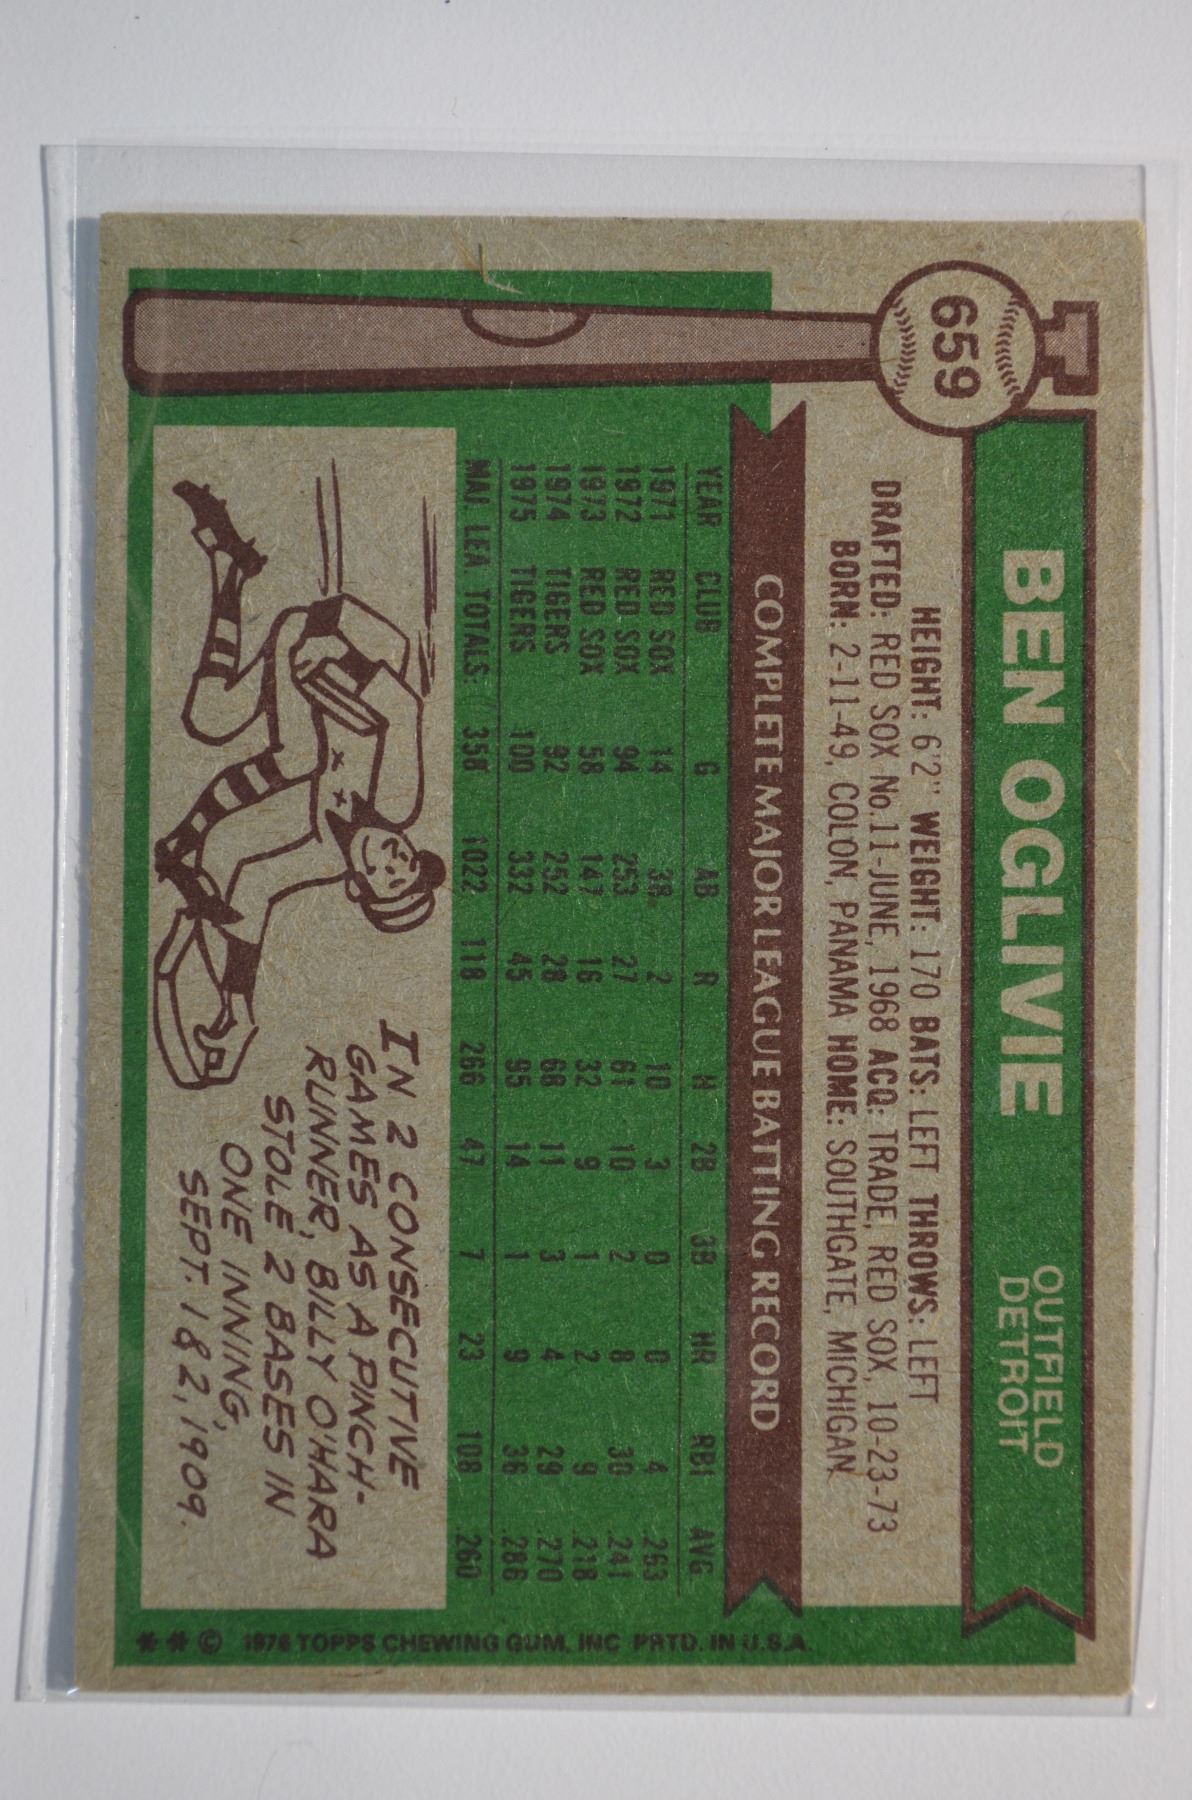 659
BEN OGLIVIE
OUTFIELD
DETROIT
HEIGHT: 6'2" WEIGHT: 170 BATS: LEFT THROWS: LEFT
DRAFTED: RED SOX No.11-JUNE, 1968 ACQ: TRADE, RED SOX, 10-23-73
BORN: 2-11-49, COLON, PANAMA HOME: SOUTHGATE, MICHIGAN
COMPLETE MAJOR LEAGUE BATTING RECORD
YEAR CLUB G AB R H 2B 3B HR RBI AVG
1971 RED SOX 14 38 2 10 3 0 0 4 .263
1972 RED SOX 94 253 27 61 10 2 8 30 .241
1973 RED SOX 58 147 16 32 9 1 2 9 .218
1974 TIGERS 92 252 28 68 11 3 4 29 .270
1975 TIGERS 100 332 45 95 14 1 9 36 .286
MAJ. LEA. TOTALS: 358 1022 118 266 47 7 23 108 .260
IN 2 CONSECUTIVE
GAMES AS A PINCH-
RUNNER, BILLY O'HARA
STOLE 2 BASES IN
ONE INNING,
SEPT. 1 & 2, 1909.
** © 1976 TOPPS CHEWING GUM, INC PRTD. IN U.S.A.